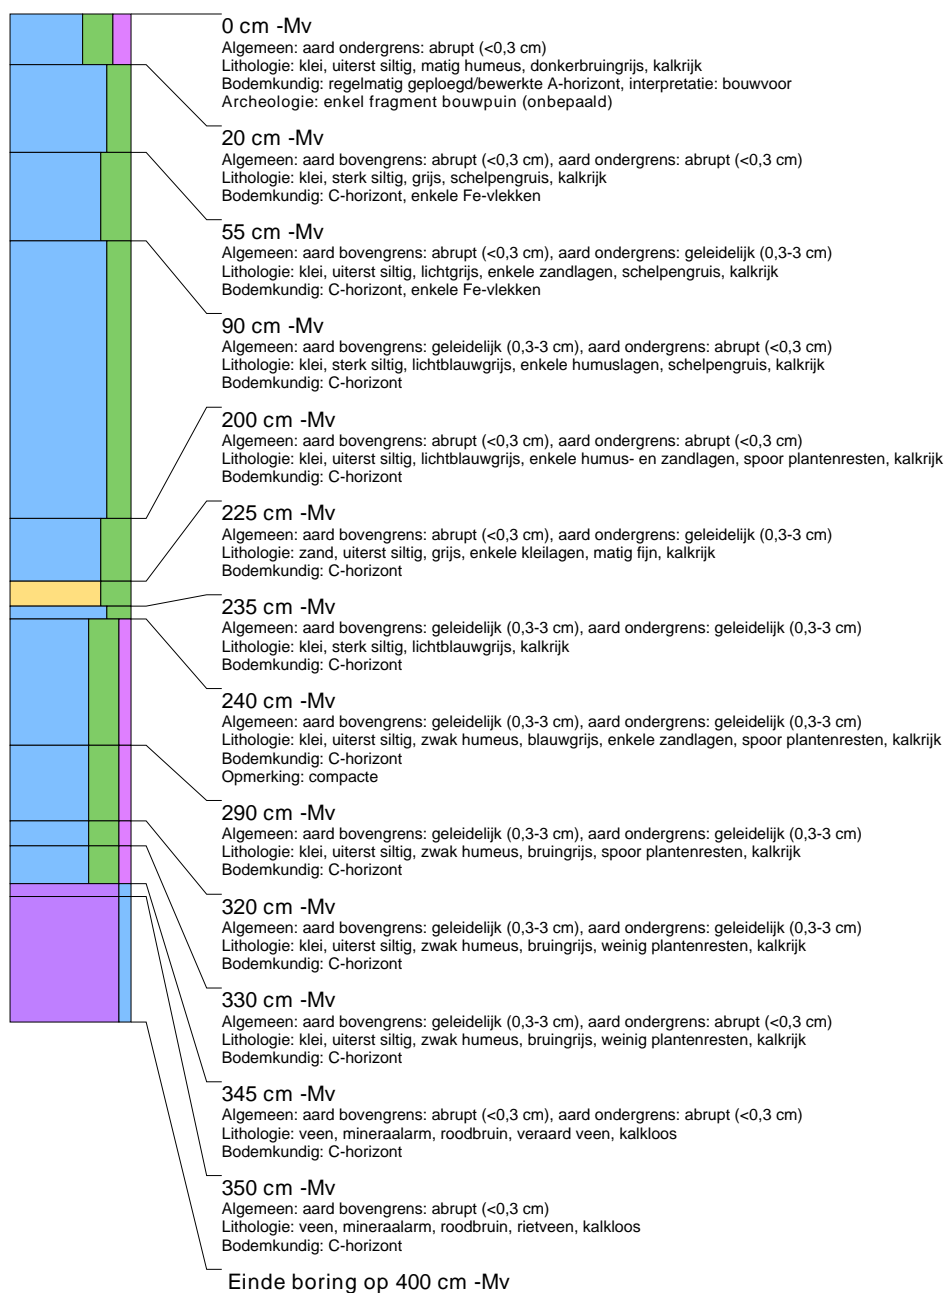 0 cm -Mv
Algemeen: aard ondergrens: abrupt (<0,3 cm)
Lithologie: klei, uiterst siltig, matig humeus, donkerbruingrijs, kalkrijk
Bodemkundig: regelmatig geploegd/bewerkte A-horizont, interpretatie: bouwvoor
Archeologie: enkel fragment bouwpuin (onbepaald)
20 cm -Mv
Algemeen: aard bovengrens: abrupt (<0,3 cm), aard ondergrens: abrupt (<0,3 cm)
Lithologie: klei, sterk siltig, grijs, schelpengruis, kalkrijk
Bodemkundig: C-horizont, enkele Fe-vlekken
55 cm -Mv
Algemeen: aard bovengrens: abrupt (<0,3 cm), aard ondergrens: geleidelijk (0,3-3 cm)
Lithologie: klei, uiterst siltig, lichtgrijs, enkele zandlagen, schelpengruis, kalkrijk
Bodemkundig: C-horizont, enkele Fe-vlekken
90 cm -Mv
Algemeen: aard bovengrens: geleidelijk (0,3-3 cm), aard ondergrens: abrupt (<0,3 cm)
Lithologie: klei, sterk siltig, lichtblauwgrijs, enkele humuslagen, schelpengruis, kalkrijk
Bodemkundig: C-horizont
200 cm -Mv
Algemeen: aard bovengrens: abrupt (<0,3 cm), aard ondergrens: abrupt (<0,3 cm)
Lithologie: klei, uiterst siltig, lichtblauwgrijs, enkele humus- en zandlagen, spoor plantenresten, kalkrijk
Bodemkundig: C-horizont
225 cm -Mv
Algemeen: aard bovengrens: abrupt (<0,3 cm), aard ondergrens: geleidelijk (0,3-3 cm)
Lithologie: zand, uiterst siltig, grijs, enkele kleilagen, matig fijn, kalkrijk
Bodemkundig: C-horizont
235 cm -Mv
Algemeen: aard bovengrens: geleidelijk (0,3-3 cm), aard ondergrens: geleidelijk (0,3-3 cm)
Lithologie: klei, sterk siltig, lichtblauwgrijs, kalkrijk
Bodemkundig: C-horizont
240 cm -Mv
Algemeen: aard bovengrens: geleidelijk (0,3-3 cm), aard ondergrens: geleidelijk (0,3-3 cm)
Lithologie: klei, uiterst siltig, zwak humeus, blauwgrijs, enkele zandlagen, spoor plantenresten, kalkrijk
Bodemkundig: C-horizont
Opmerking: compacte
290 cm -Mv
Algemeen: aard bovengrens: geleidelijk (0,3-3 cm), aard ondergrens: geleidelijk (0,3-3 cm)
Lithologie: klei, uiterst siltig, zwak humeus, bruingrijs, spoor plantenresten, kalkrijk
Bodemkundig: C-horizont
320 cm -Mv
Algemeen: aard bovengrens: geleidelijk (0,3-3 cm), aard ondergrens: geleidelijk (0,3-3 cm)
Lithologie: klei, uiterst siltig, zwak humeus, bruingrijs, weinig plantenresten, kalkrijk
Bodemkundig: C-horizont
330 cm -Mv
Algemeen: aard bovengrens: geleidelijk (0,3-3 cm), aard ondergrens: abrupt (<0,3 cm)
Lithologie: klei, uiterst siltig, zwak humeus, bruingrijs, weinig plantenresten, kalkrijk
Bodemkundig: C-horizont
345 cm -Mv
Algemeen: aard bovengrens: abrupt (<0,3 cm), aard ondergrens: abrupt (<0,3 cm)
Lithologie: veen, mineraalarm, roodbruin, veraard veen, kalkloos
Bodemkundig: C-horizont
350 cm -Mv
Algemeen: aard bovengrens: abrupt (<0,3 cm)
Lithologie: veen, mineraalarm, roodbruin, rietveen, kalkloos
Bodemkundig: C-horizont
Einde boring op 400 cm -Mv